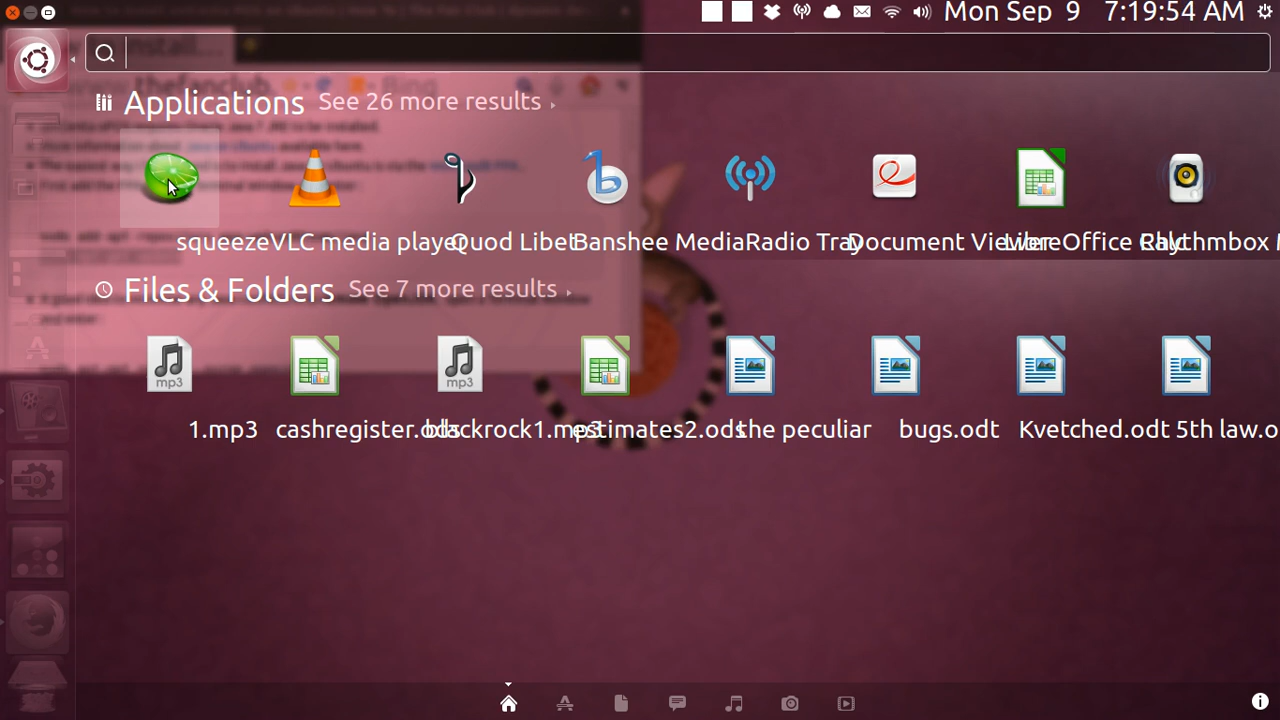 Mon Sep 9 7:19:54 AM
Applications See 26 more results
squeeze VLC media player Quod Libet Banshee Media Radio Tray Document Viewer LibreOffice Calc Rhythmbox
Files & Folders See 7 more results
mp3 mp3
1.mp3 cashregister.ods blackrock1.mp3 estimates2.ods the peculiar bugs.odt Kvetched.odt 5th law.o